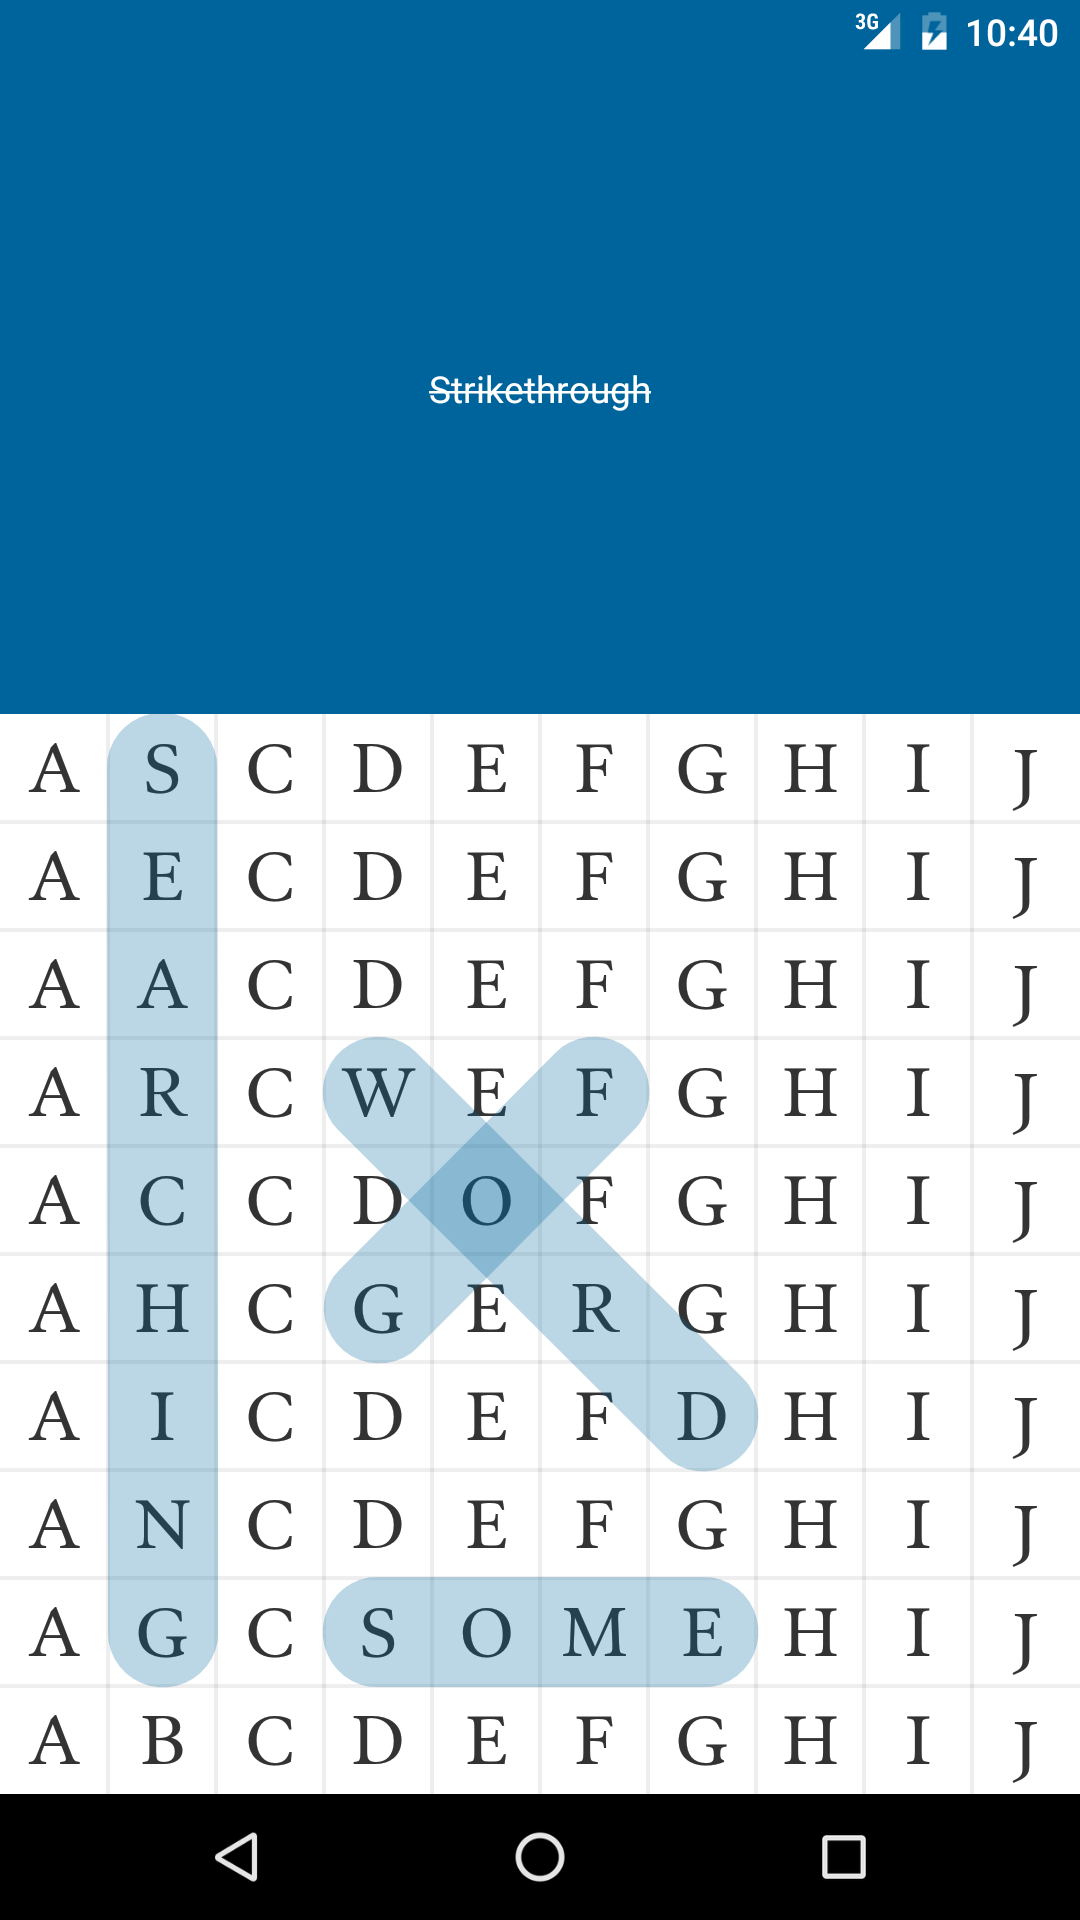 3G 10:40
Strikethrough
A S C D E F G H I J
A E C D E F G H I J
A A C D E F G H I J
A R C W E F G H I J
A C C D O F G H I J
A H C G E R G H I J
A I C D E F D H I J
A N C D E F G H I J
A G C S O M E H I J
A B C D E F G H I J